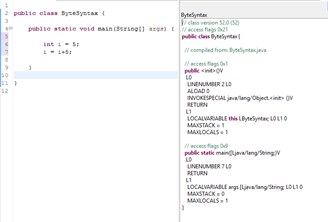 1
2 public class ByteSyntax {
3
4 public static void main(String[] args) {
5
6 int i = 5;
7 i = i+5;
8
9 }
10
11 }
12
ByteSyntax
// class version 52.0 (52)
// access flags 0x21
public class ByteSyntax {
// compiled from: ByteSyntax.java
// access flags 0x1
public <init>()V
L0
LINENUMBER 2 L0
ALOAD 0
INVOKESPECIAL java/lang/Object.<init> ()V
RETURN
L1
LOCALVARIABLE this LByteSyntax; L0 L1 0
MAXSTACK = 1
MAXLOCALS = 1
// access flags 0x9
public static main([Ljava/lang/String;)V
L0
LINENUMBER 7 L0
RETURN
L1
LOCALVARIABLE args [Ljava/lang/String; L0 L1 0
MAXSTACK = 0
MAXLOCALS = 1
}